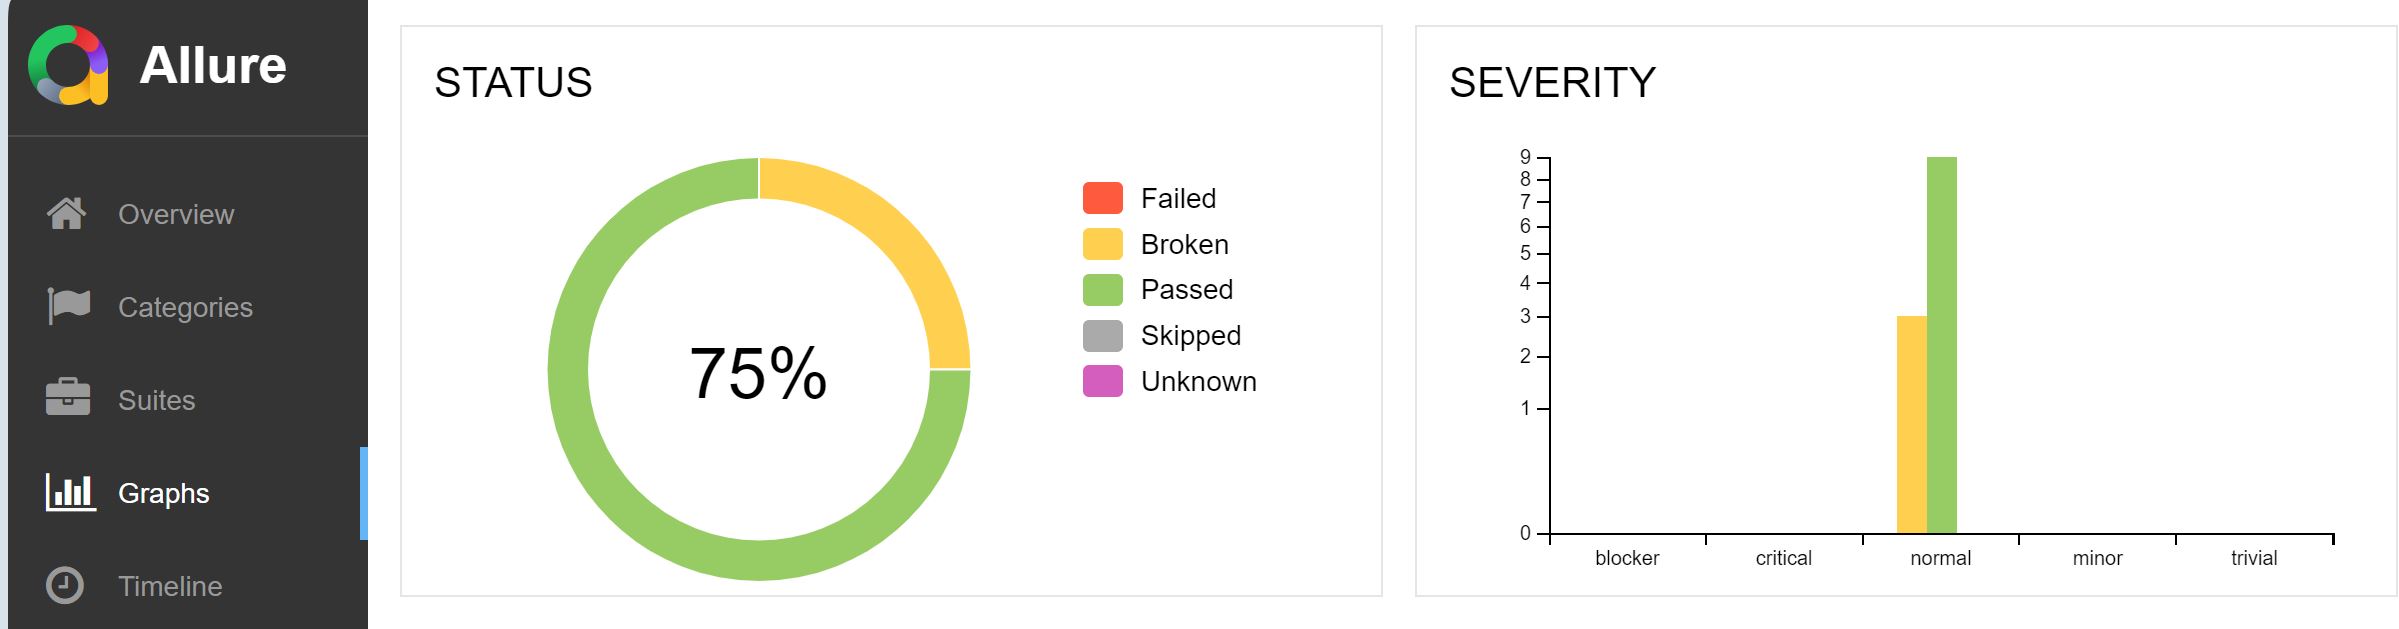 Allure
Overview
Categories
Suites
Graphs
Timeline
STATUS
75%
Failed
Broken
Passed
Skipped
Unknown
SEVERITY
9
8
7
6
5
4
3
2
1
0
blocker critical normal minor trivial